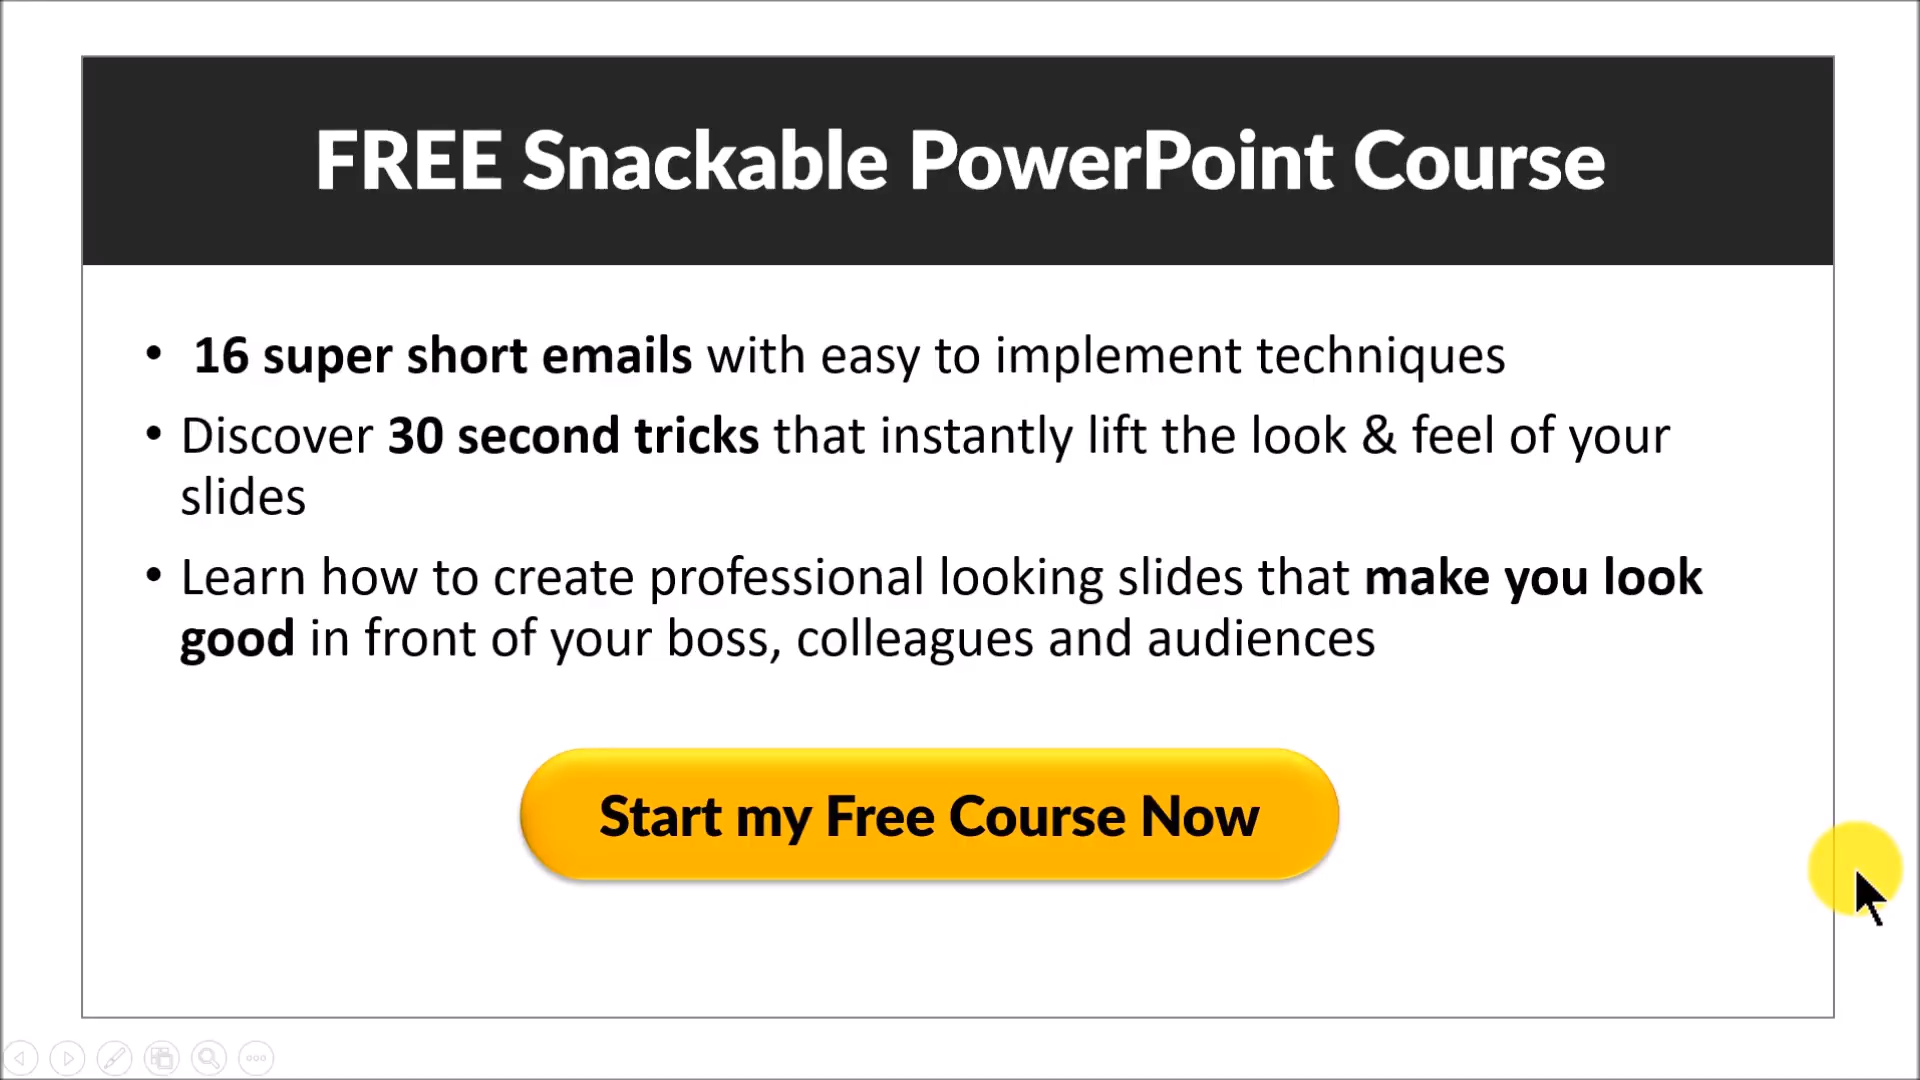 FREE Snackable PowerPoint Course
• 16 super short emails with easy to implement techniques
• Discover 30 second tricks that instantly lift the look & feel of your
slides
• Learn how to create professional looking slides that make you look
good in front of your boss, colleagues and audiences
Start my Free Course Now